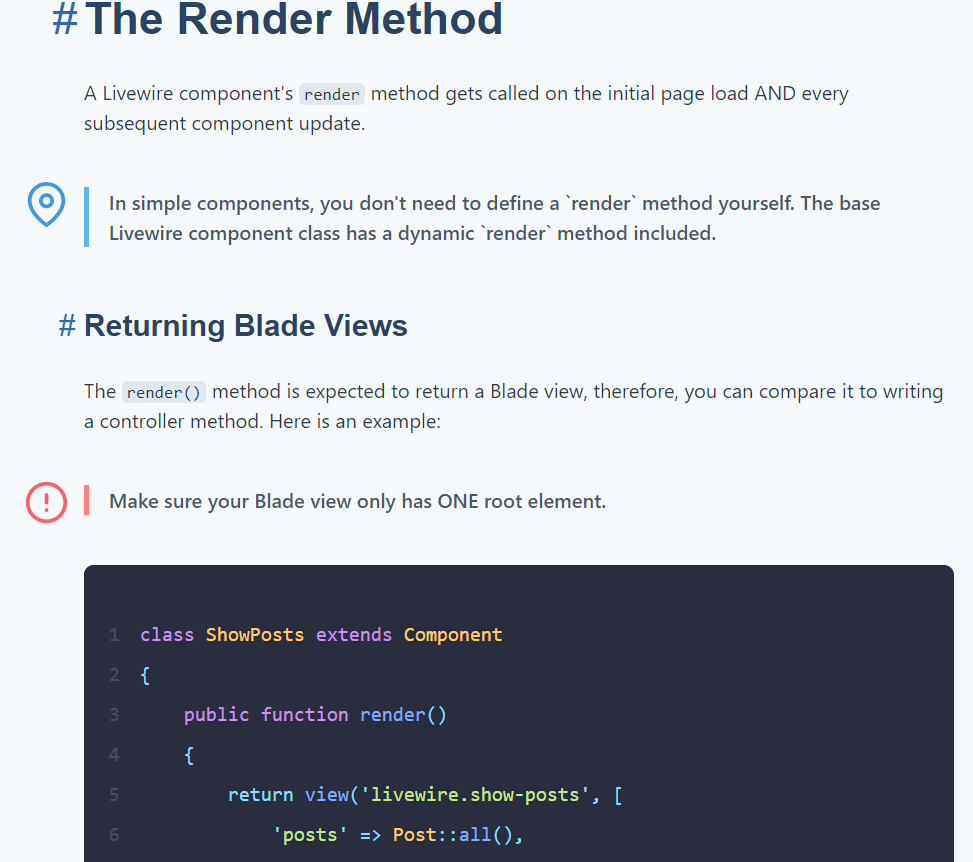 # The Render Method
A Livewire component's render method gets called on the initial page load AND every
subsequent component update.
In simple components, you don't need to define a `render` method yourself. The base
Livewire component class has a dynamic `render` method included.
# Returning Blade Views
The render() method is expected to return a Blade view, therefore, you can compare it to writing
a controller method. Here is an example:
Make sure your Blade view only has ONE root element.
1 class ShowPosts extends Component
2 {
3     public function render()
4     {
5         return view('livewire.show-posts', [
6             'posts' => Post::all(),